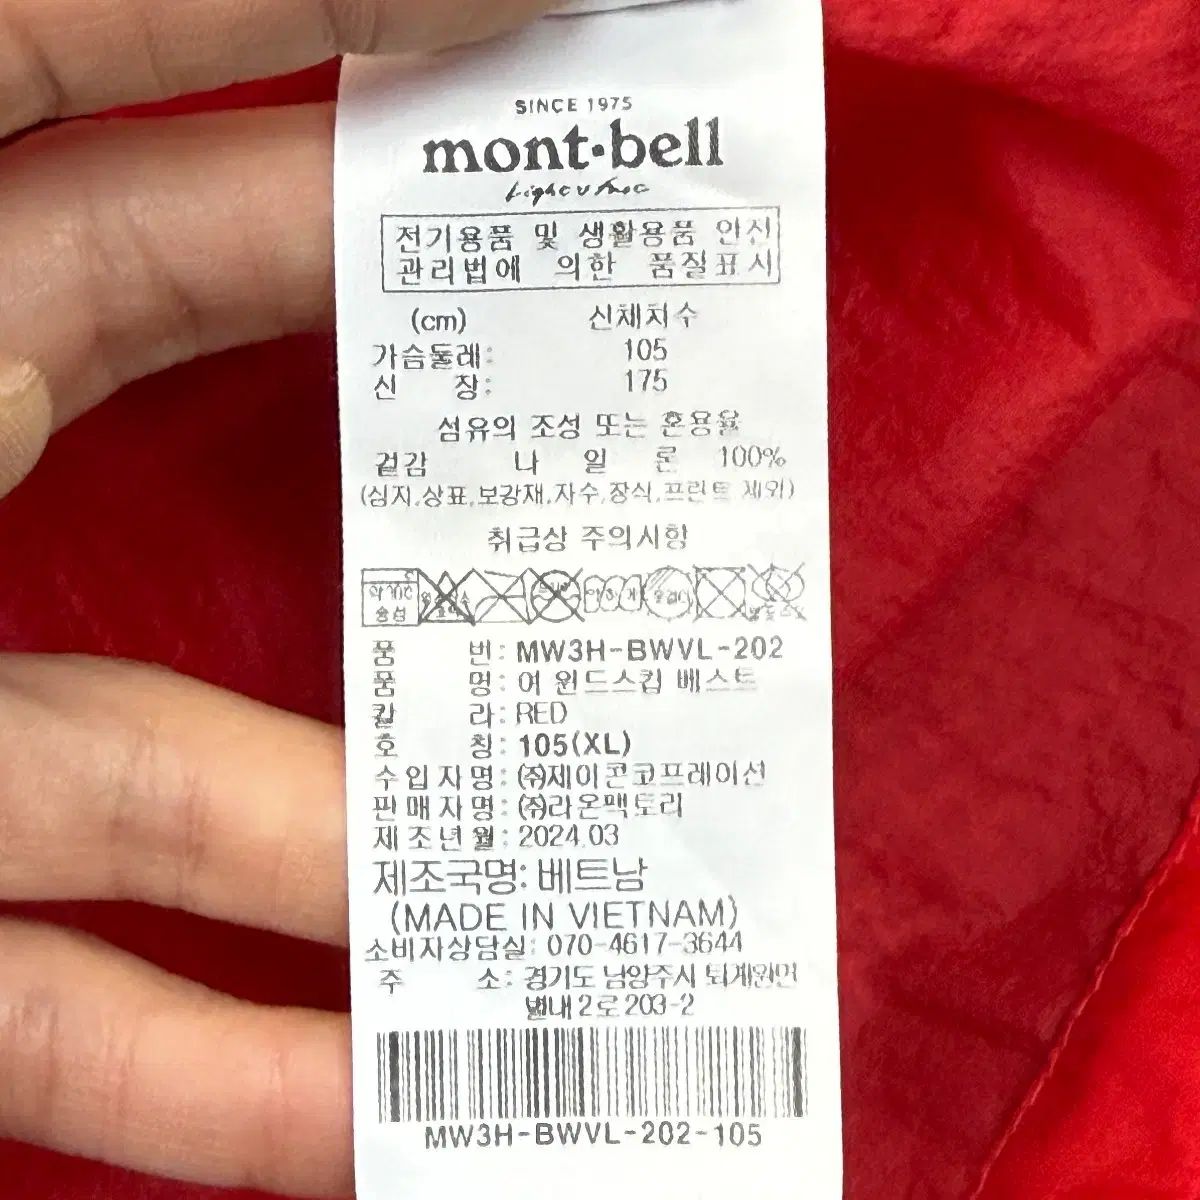 SINCE 1975
mont·bell
전기용품 및 생활용품 안전
관리법에 의한 품질표시
(cm) 신체치수
가슴둘레: 105
신 장: 175
섬유의 조성 또는 혼용율
겉감 나 일 론 100%
(심지,상표,보강재,자수,장식,프린트 제외)
취급상 주의사항
약 30℃
중성
품 번: MW3H-BWVL-202
품 명: 여 윈드스킴 베스트
칼 라: RED
호 칭: 105(XL)
수입자명: ㈜제이콘코프레이션
판매자명: ㈜라온팩토리
제조년월: 2024.03
제조국명: 베트남
(MADE IN VIETNAM)
소비자상담실: 070-4617-3644
주 소: 경기도 남양주시 퇴계원면
별내2로 203-2
MW3H-BWVL-202-105